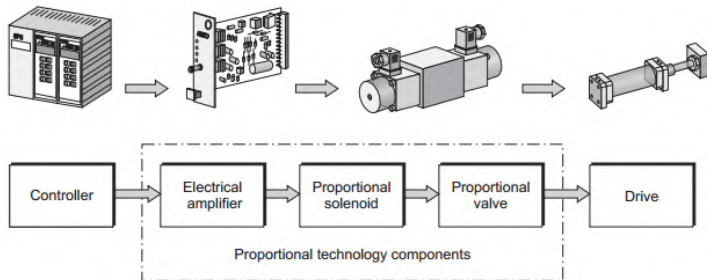 Controller
Electrical
amplifier
Proportional
solenoid
Proportional
valve
Drive
Proportional technology components